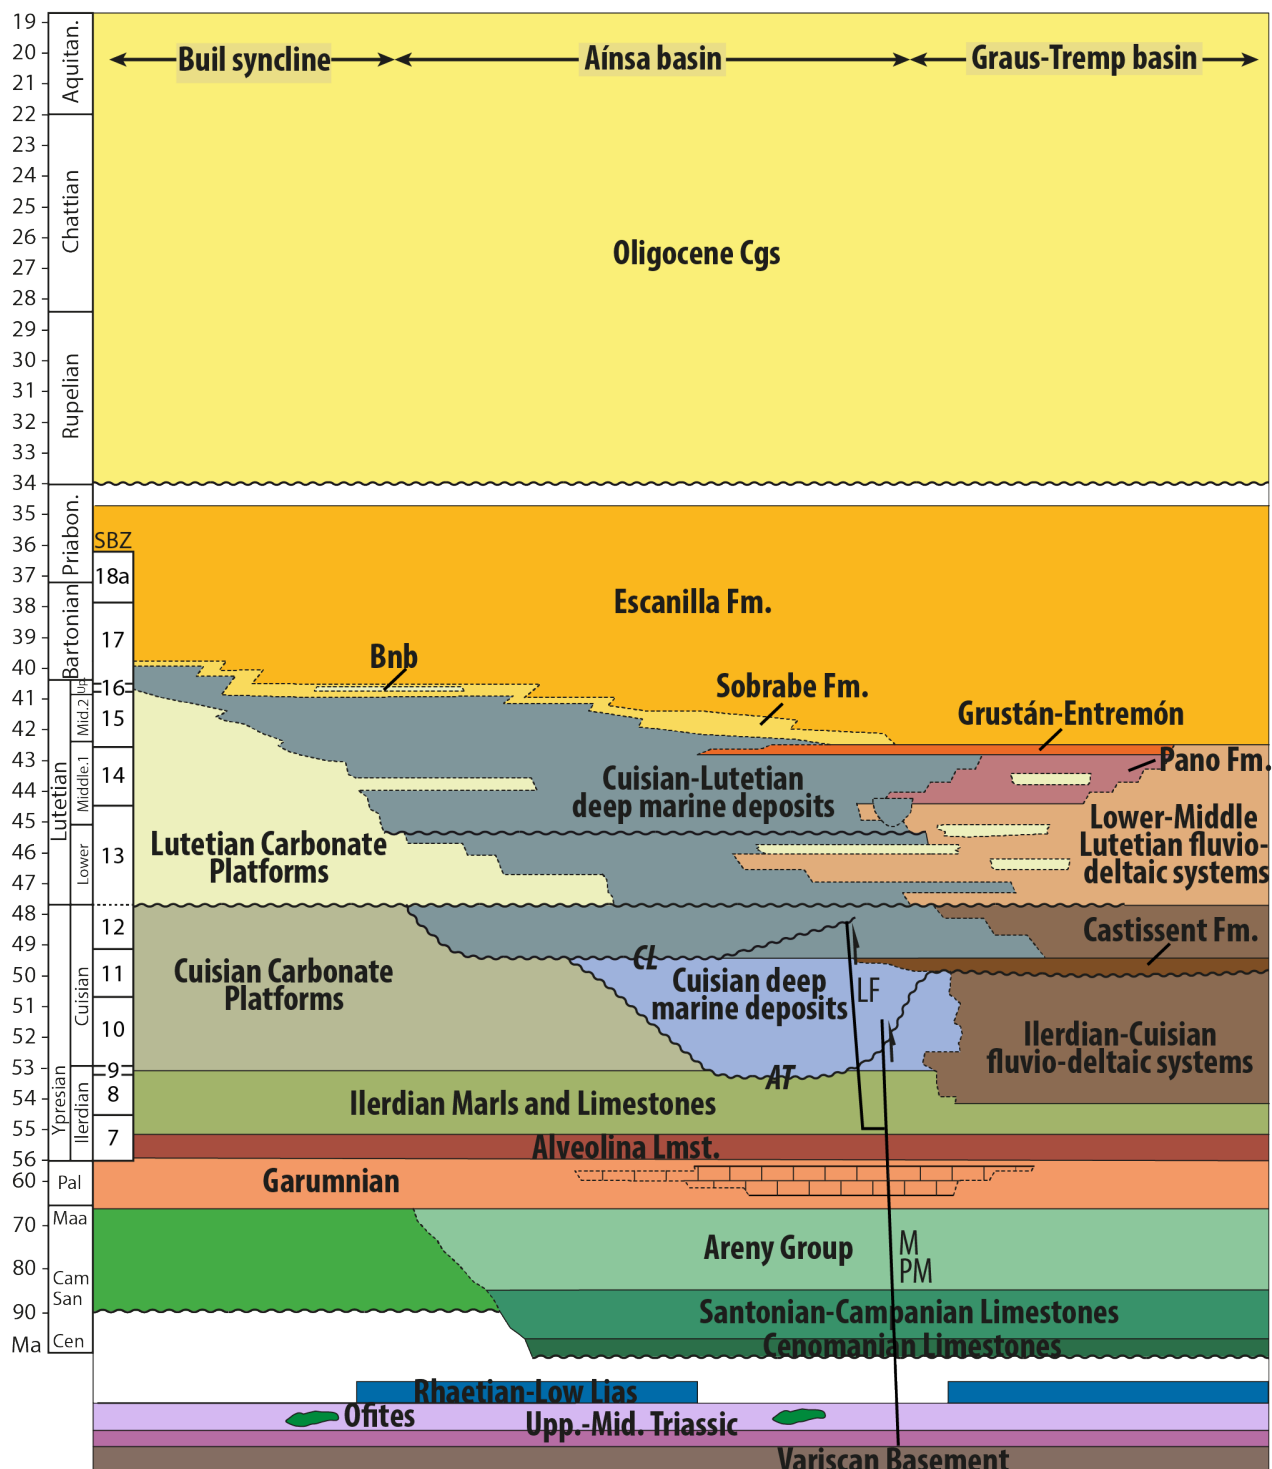 Buil syncline
Aínsa basin
Graus-Tremp basin
19
20
21
22
23
24
25
26
27
28
29
30
31
32
33
34
35
36
37
38
39
40
41
42
43
44
45
46
47
48
49
50
51
52
53
54
55
56
60
70
80
90
Ma
Aquitan.
Chattian
Rupelian
Priabon.
Bartonian
Lutetian
Ypresian
Up.
Mid.2
Middle.1
Lower
Cuisian
Ilerdian
Pal
Maa
Cam
San
Cen
SBZ
18a
17
16
15
14
13
12
11
10
9
8
7
Oligocene Cgs
Escanilla Fm.
Bnb
Sobrabe Fm.
Grustán-Entremón
Pano Fm.
Cuisian-Lutetian
deep marine deposits
Lower-Middle
Lutetian fluvio-
deltaic systems
Lutetian Carbonate
Platforms
Castissent Fm.
CL
Cuisian Carbonate
Platforms
Cuisian deep
marine deposits
LF
Ilerdian-Cuisian
fluvio-deltaic systems
AT
Ilerdian Marls and Limestones
Alveolina Lmst.
Garumnian
Areny Group
M
PM
Santonian-Campanian Limestones
Cenomanian Limestones
Rhaetian-Low Lias
Ofites
Upp.-Mid. Triassic
Variscan Basement